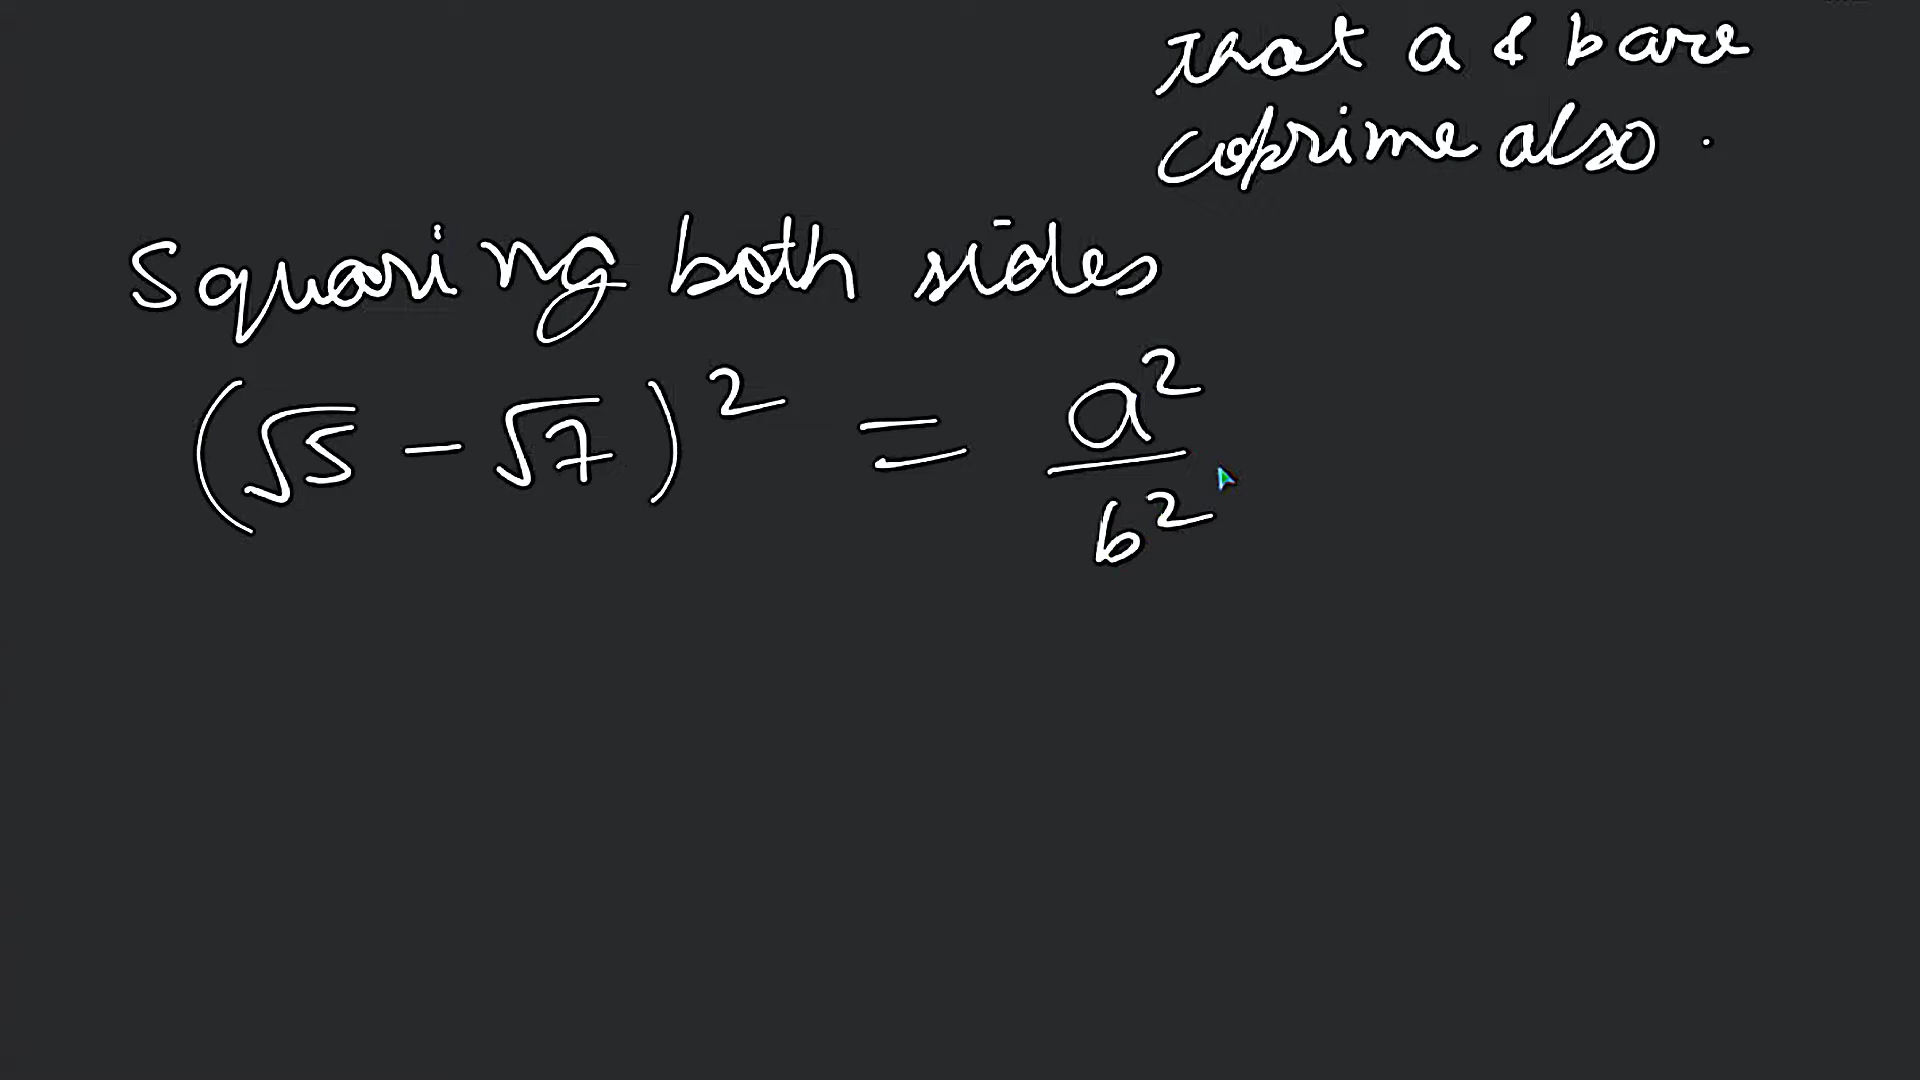 that a & b are
coprime also .
Squaring both sides
(√5 - √7)² = a²/b²